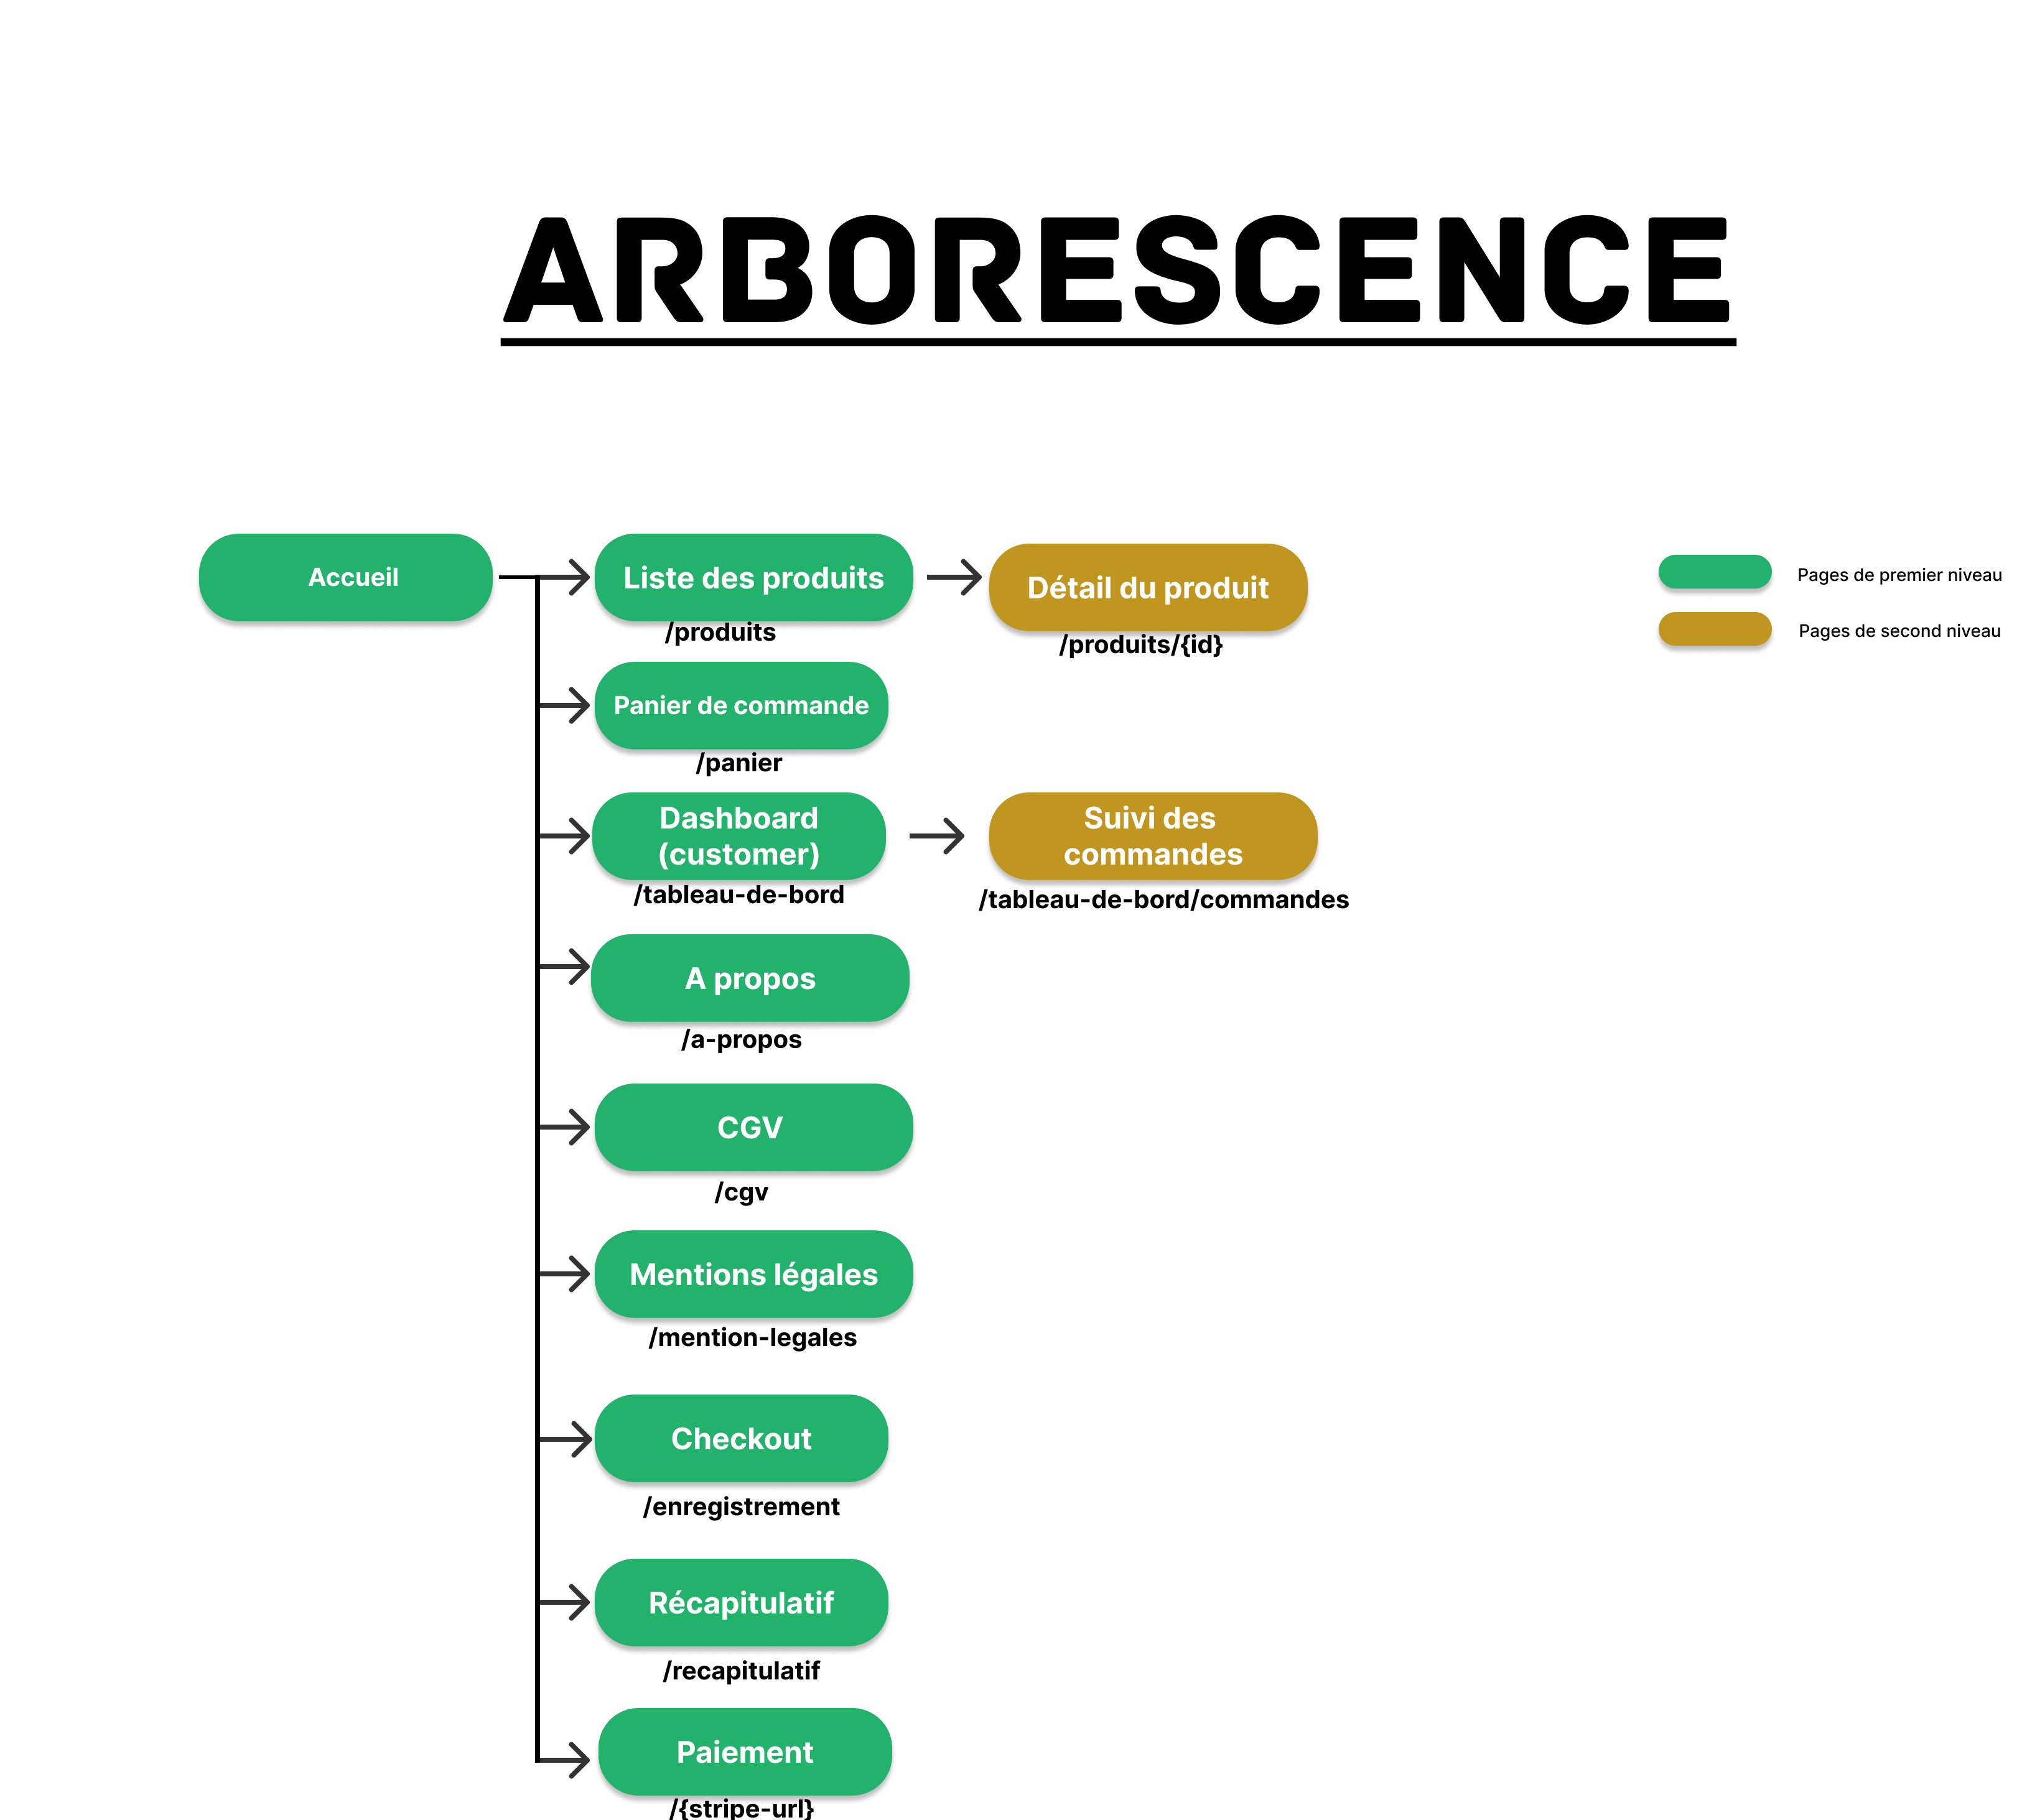 ARBORESCENCE
Accueil
Liste des produits
/produits
Détail du produit
/produits/{id}
Pages de premier niveau
Pages de second niveau
Panier de commande
/panier
Dashboard
(customer)
/tableau-de-bord
Suivi des
commandes
/tableau-de-bord/commandes
A propos
/a-propos
CGV
/cgv
Mentions légales
/mention-legales
Checkout
/enregistrement
Récapitulatif
/recapitulatif
Paiement
/{stripe-url}